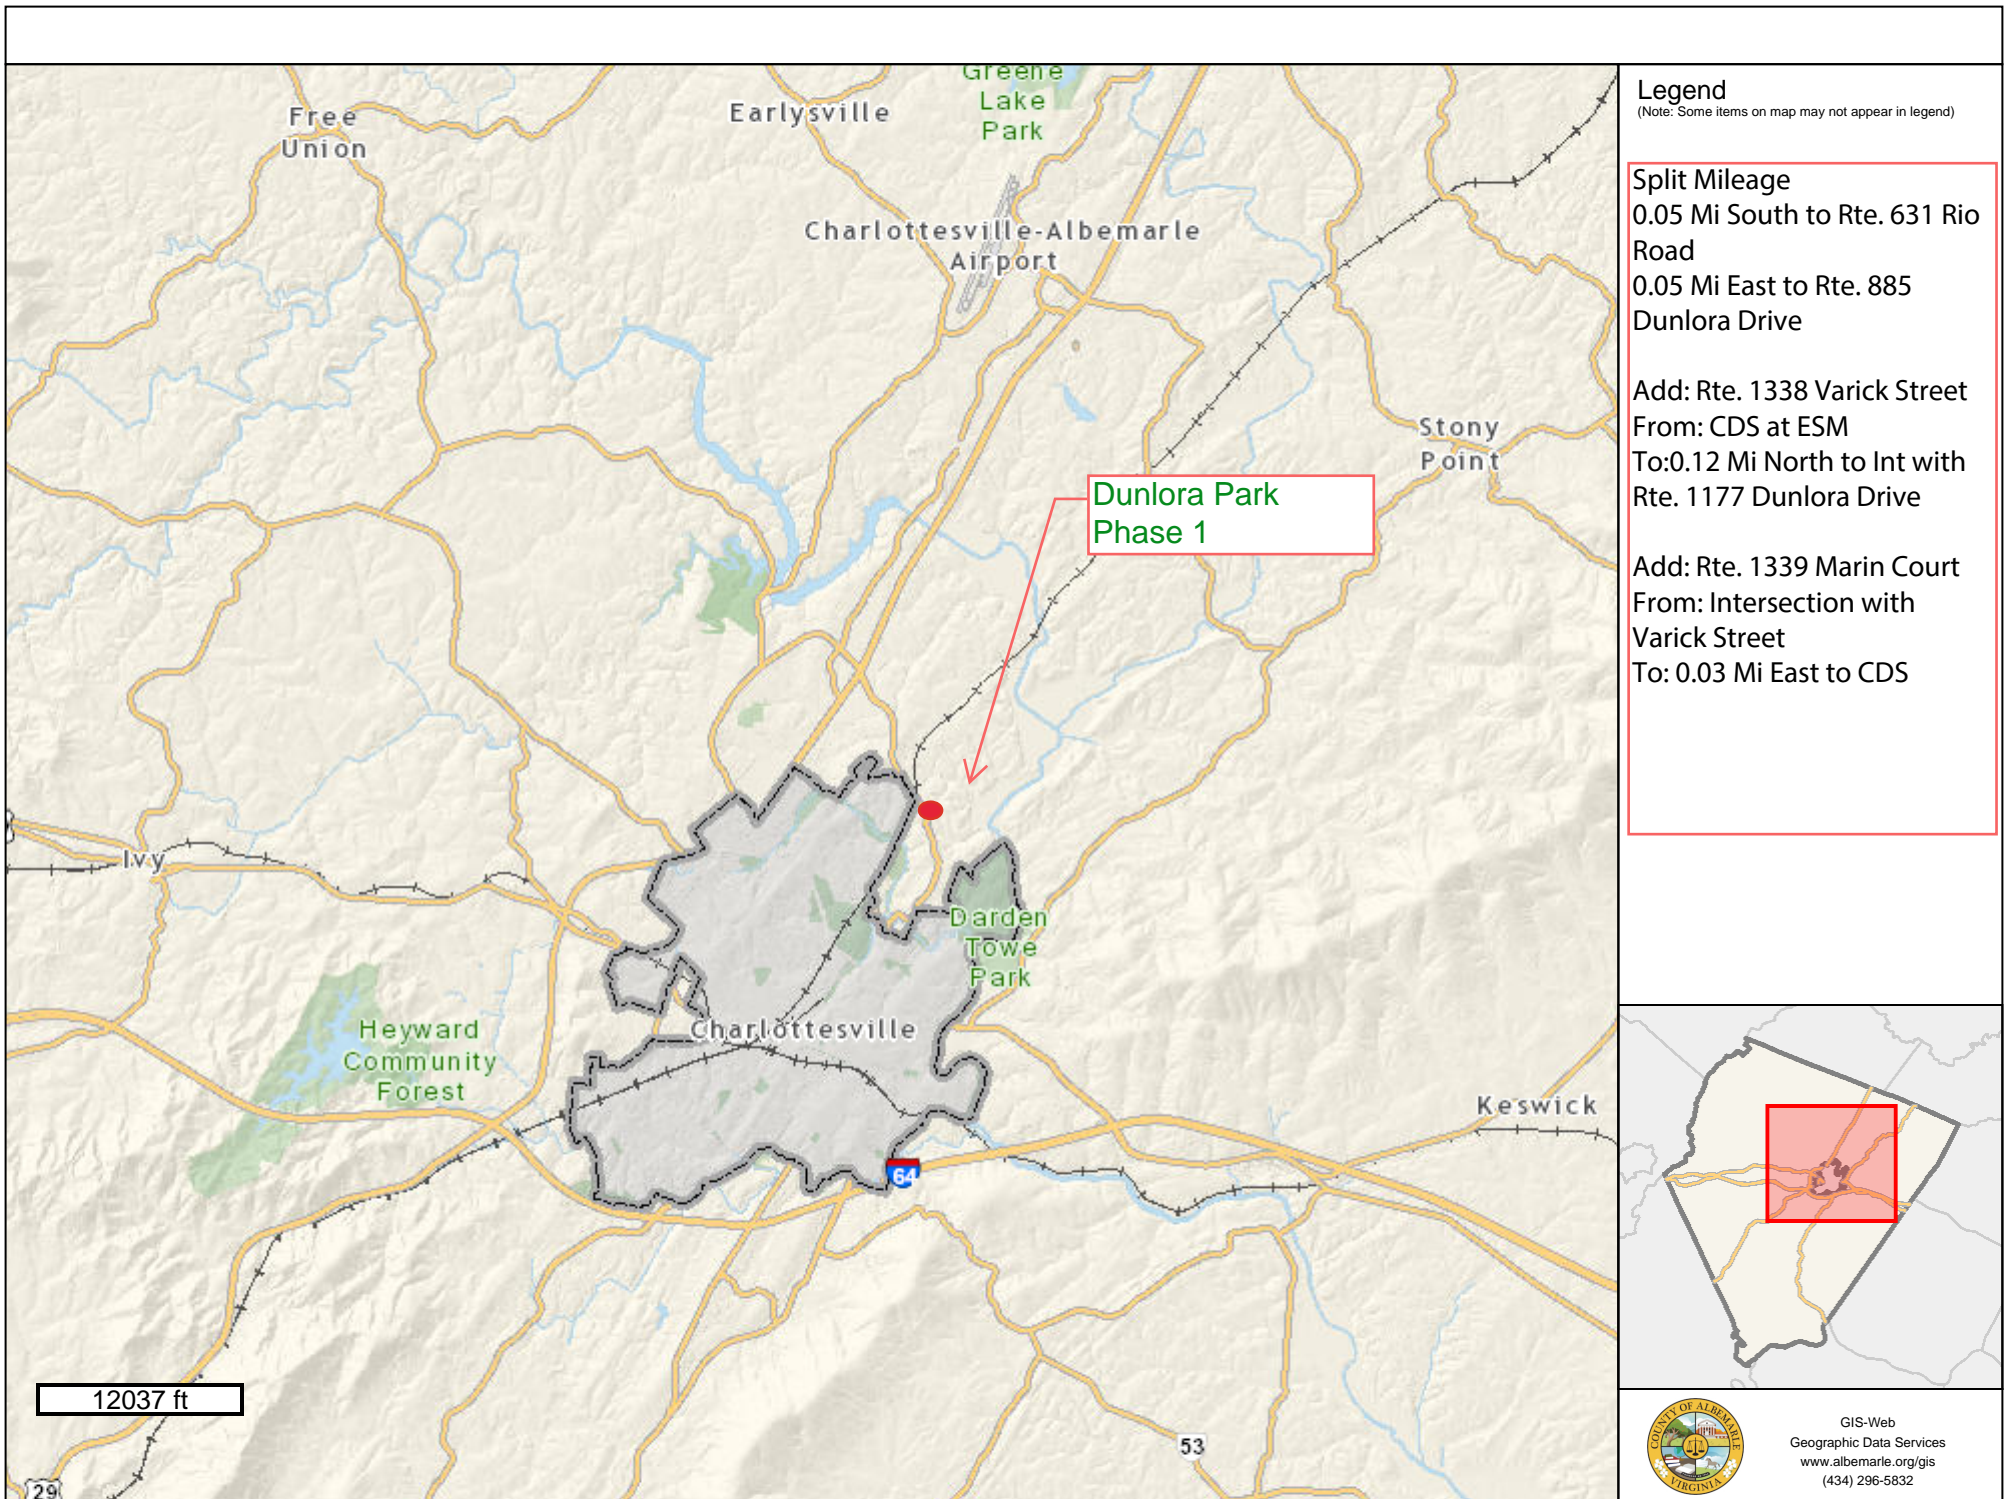 Greene
Lake
Park
Free
Union
Earlysville
Charlottesville-Albemarle
Airport
Stony
Point
Dunlora Park
Phase 1
Ivy
Darden
Towe
Park
Charlottesville
Heyward
Community
Forest
Keswick
64
12037 ft
53
29
Legend
(Note: Some items on map may not appear in legend)
Split Mileage
0.05 Mi South to Rte. 631 Rio
Road
0.05 Mi East to Rte. 885
Dunlora Drive
Add: Rte. 1338 Varick Street
From: CDS at ESM
To:0.12 Mi North to Int with
Rte. 1177 Dunlora Drive
Add: Rte. 1339 Marin Court
From: Intersection with
Varick Street
To: 0.03 Mi East to CDS
COUNTY OF ALBEMARLE
VIRGINIA
GIS-Web
Geographic Data Services
www.albemarle.org/gis
(434) 296-5832